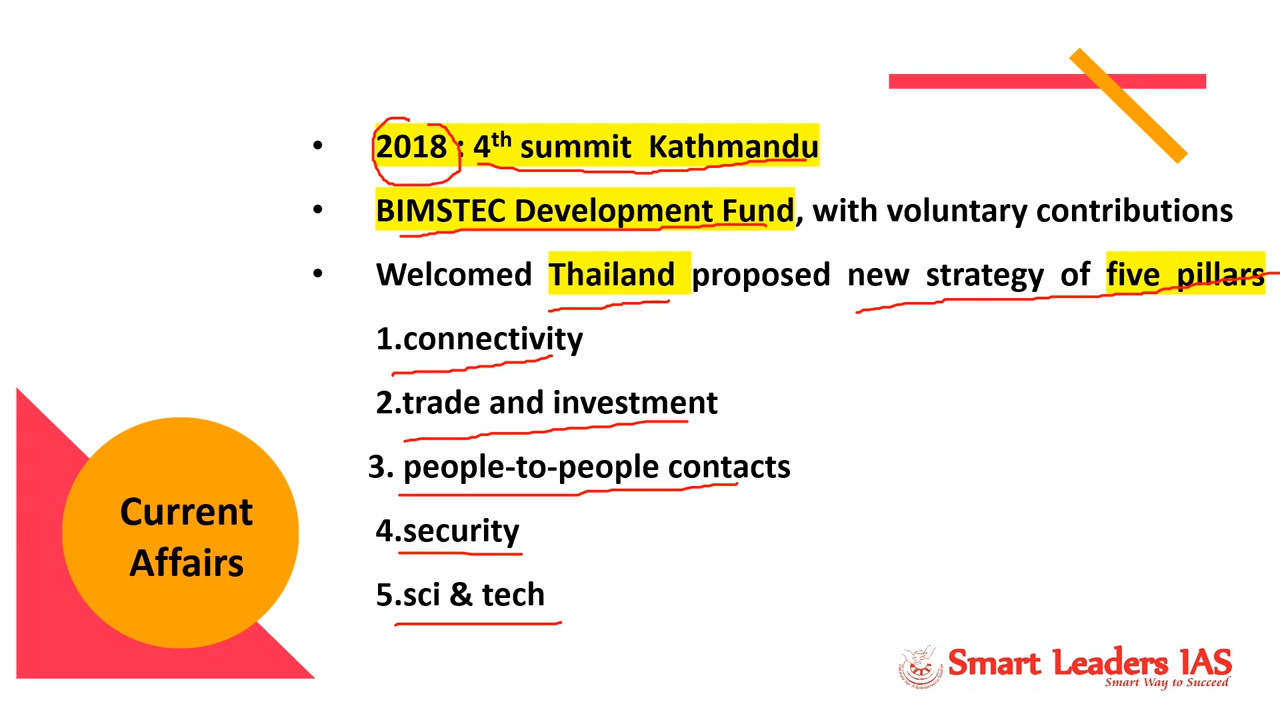 • 2018 : 4th summit Kathmandu
• BIMSTEC Development Fund, with voluntary contributions
• Welcomed Thailand proposed new strategy of five pillars
1.connectivity
2.trade and investment
3. people-to-people contacts
4.security
5.sci & tech
Current
Affairs
Smart Leaders IAS
Smart Way to Succeed